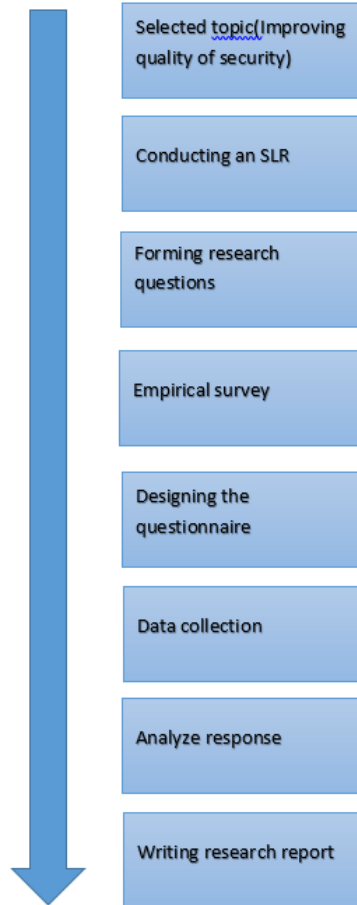 Selected topic(Improving
quality of security)
Conducting an SLR
Forming research
questions
Empirical survey
Designing the
questionnaire
Data collection
Analyze response
Writing research report